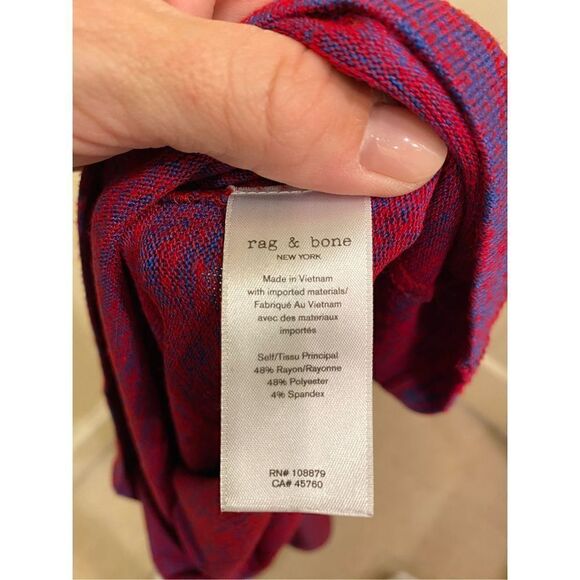 rag & bone
NEW YORK
Made in Vietnam
with imported materials/
Fabriqué Au Vietnam
avec des materiaux
importés
Self/Tissu Principal
48% Rayon/Rayonne
48% Polyester
4% Spandex
RN# 108879
CA# 45760